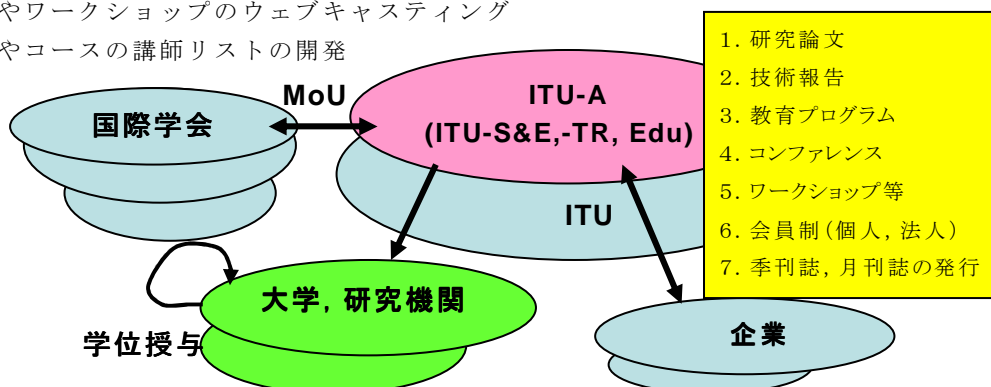 やワークショップのウェブキャスティング
やコースの講師リストの開発
MoU
国際学会
ITU-A
(ITU-S&E,-TR, Edu)
ITU
1. 研究論文
2. 技術報告
3. 教育プログラム
4. コンファレンス
5. ワークショップ等
6. 会員制(個人, 法人)
7. 季刊誌, 月刊誌の発行
大学, 研究機関
学位授与
企業